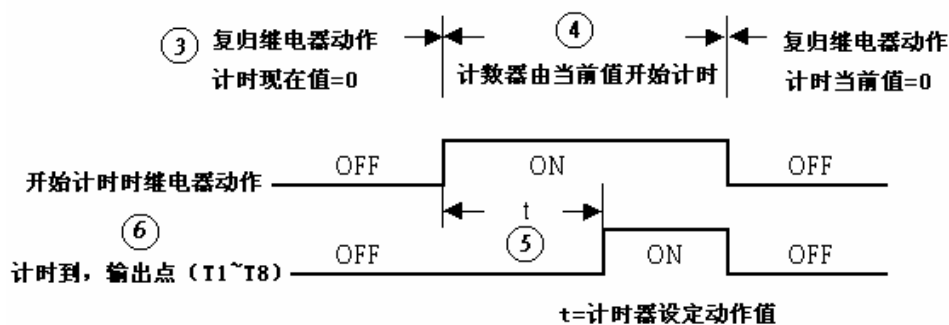 ③ 复归继电器动作
计时现在值=0
④
计数器由当前值开始计时
复归继电器动作
计时当前值=0
开始计时时继电器动作
OFF
ON
OFF
t
⑤
⑥
计时到，输出点（T1~T8）
OFF
ON
OFF
t=计时器设定动作值